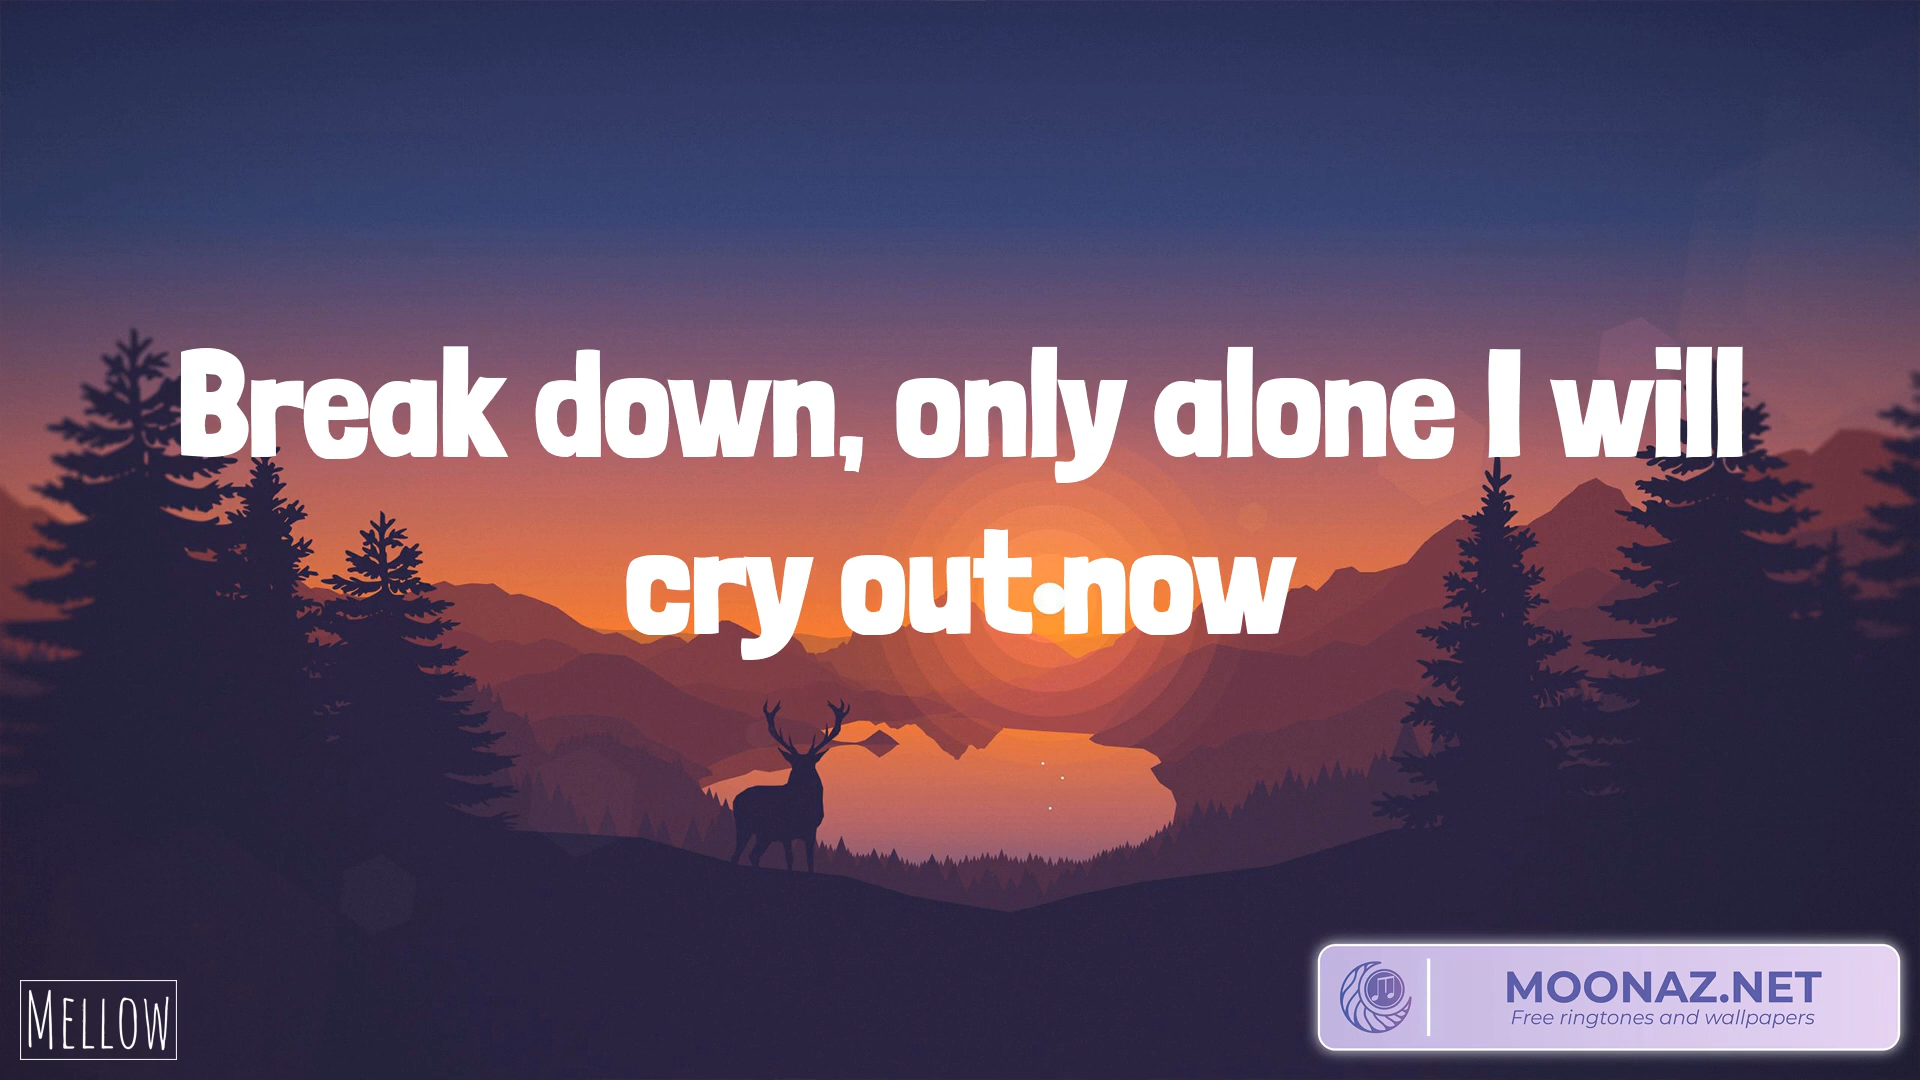 Break down, only alone I will
cry out now
MELLOW
MOONAZ.NET
Free ringtones and wallpapers